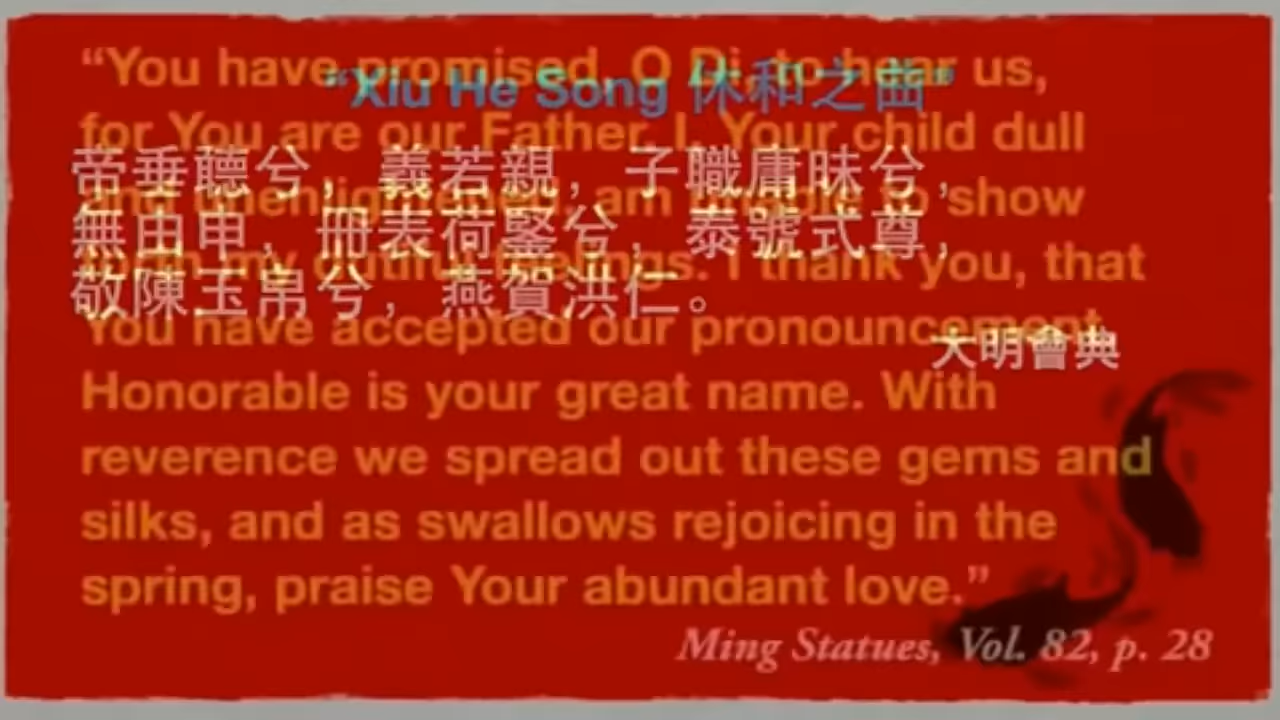 “You have promised, O Di, to hear us,
“Xiu He Song 休和之曲”
for You are our Father. I, Your child dull
帝垂聽兮，義若親，子職庸昧兮，
and unenlightened, am unable to show
無由申，冊表荷鑒兮，泰號式尊，
forth my dutiful feelings. I thank you, that
敬陳玉帛兮，燕賀洪仁。
You have accepted our pronouncement.
大明會典
Honorable is your great name. With
reverence we spread out these gems and
silks, and as swallows rejoicing in the
spring, praise Your abundant love.”
Ming Statues, Vol. 82, p. 28